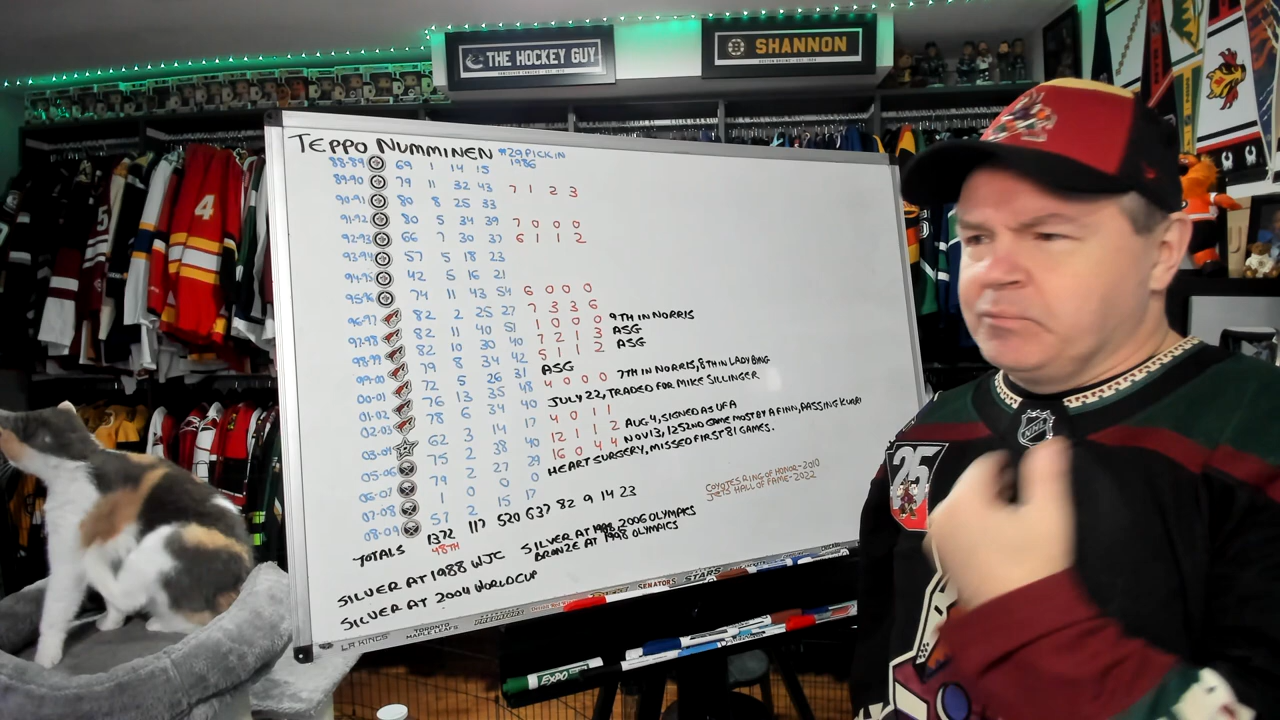 THE HOCKEY GUY
SHANNON
TEPPO NUMMINEN #29 PICK IN 1986
88-89 69 1 14 15
89-90 79 11 32 43 7 1 2 3
90-91 80 8 25 33
91-92 80 5 34 39 7 0 0 0
92-93 66 7 30 37 6 1 1 2
93-94 57 5 18 23
94-95 42 5 16 21
95-96 74 11 43 54 6 0 0 0
96-97 82 2 25 27 7 3 3 6
97-98 82 11 40 51 1 0 0 0 9TH IN NORRIS
98-99 82 10 30 40 7 2 1 3 ASG
99-00 79 8 34 42 5 1 1 2 ASG
00-01 72 5 26 31 ASG
01-02 76 13 35 48 4 0 0 0 7TH IN NORRIS, 8TH IN LADY BING
02-03 78 6 34 40 JULY 22, TRADED FOR MIKE SILLINGER
03-04 62 3 14 17 4 0 1 1
05-06 75 2 38 40 12 1 1 2 AUG 4, SIGNED AS UFA
06-07 79 2 27 29 16 0 4 4 NOV 13, 1252ND GAME MOST BY A FINN, PASSING KURRI
07-08 1 0 0 0 HEART SURGERY, MISSED FIRST 81 GAMES.
08-09 57 2 15 17
TOTALS 1372 117 520 637 82 9 14 23
48TH
COYOTES RING OF HONOR-2010
JETS HALL OF FAME-2022
SILVER AT 1988 WJC SILVER AT 1988, 2006 OLYMPICS
BRONZE AT 1998 OLYMPICS
SILVER AT 2004 WORLD CUP
LA KINGS TORONTO MAPLE LEAFS PREDATORS SENATORS STARS
EXPO
NHL
25
4
5